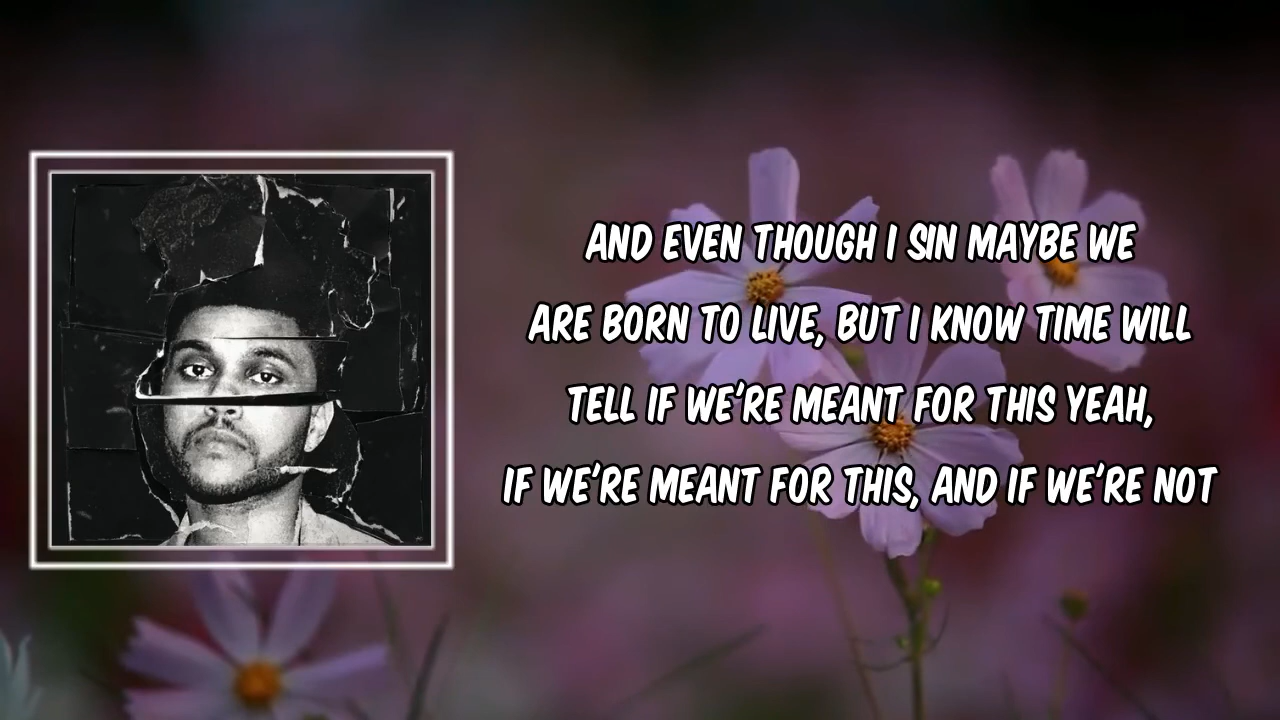 AND EVEN THOUGH I SIN MAYBE WE
ARE BORN TO LIVE, BUT I KNOW TIME WILL
TELL IF WE'RE MEANT FOR THIS YEAH,
IF WE'RE MEANT FOR THIS, AND IF WE'RE NOT